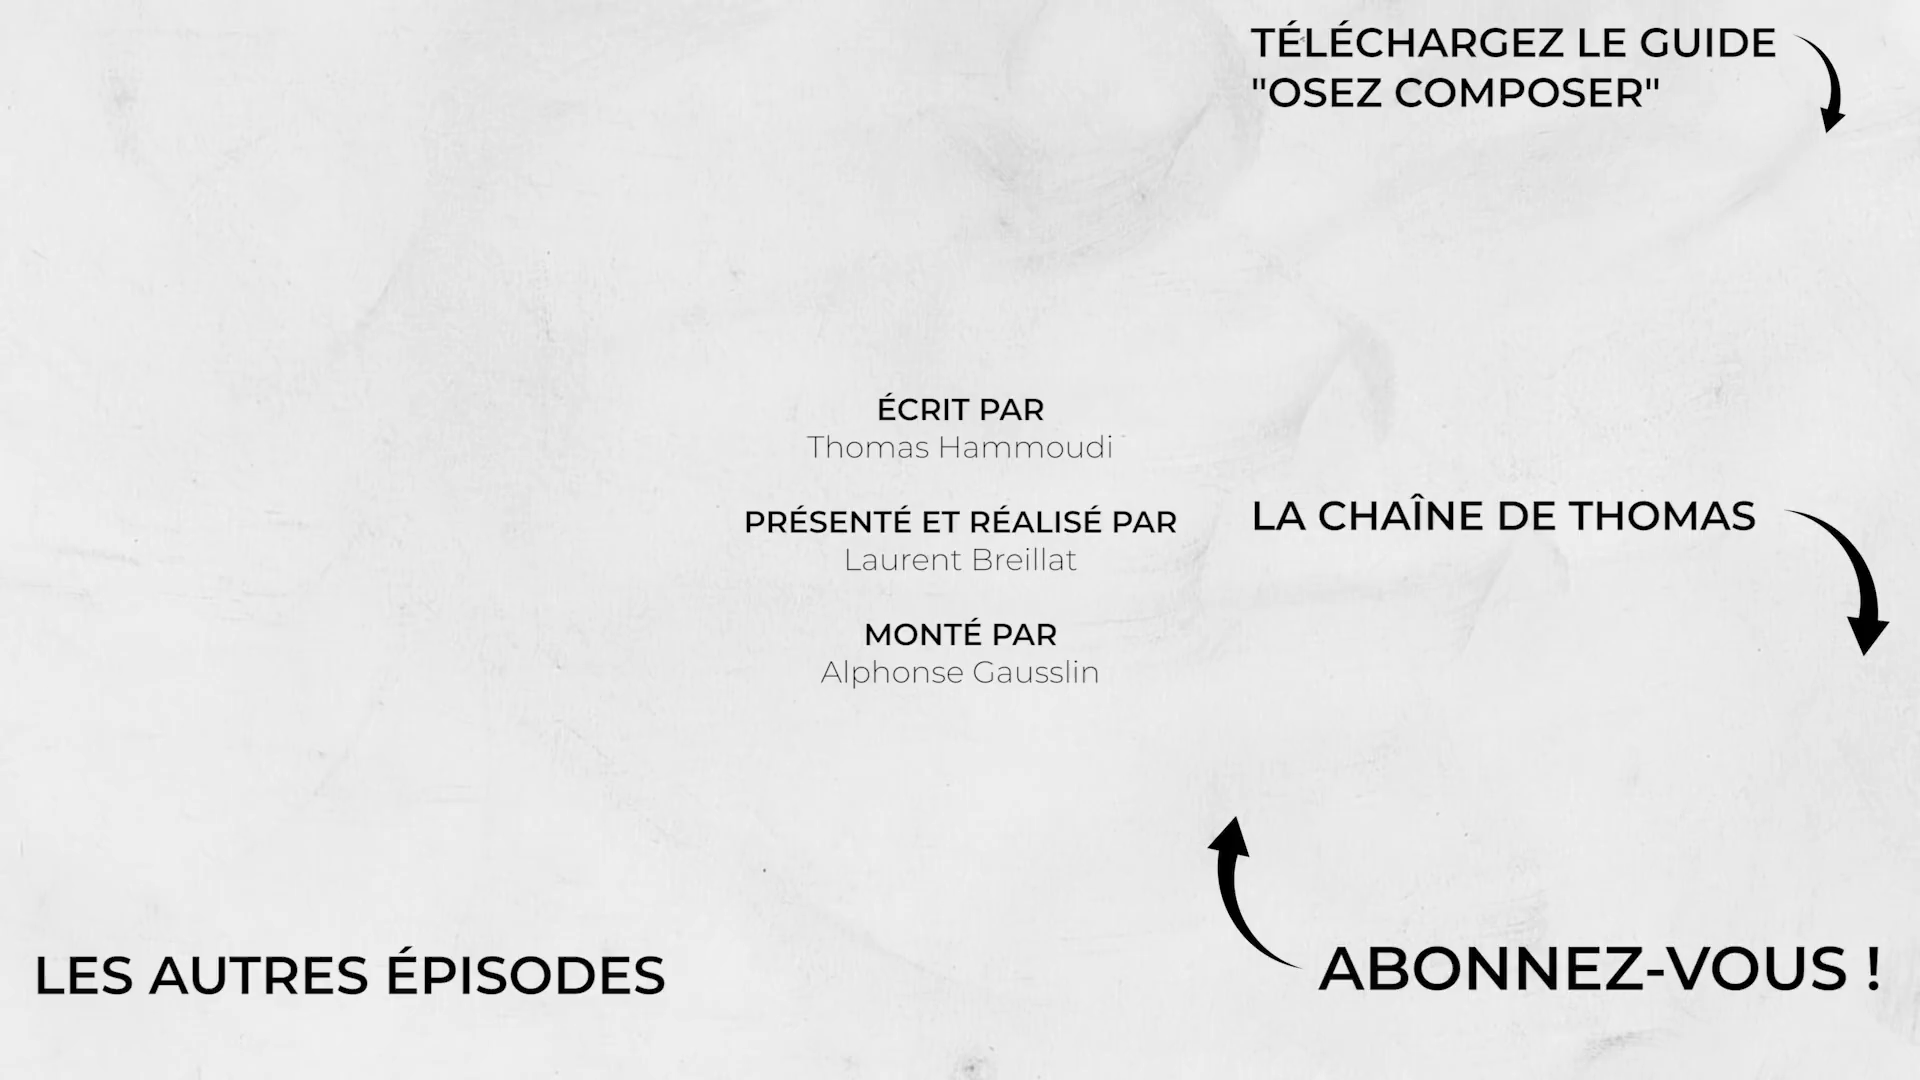 TÉLÉCHARGEZ LE GUIDE
"OSEZ COMPOSER"
ÉCRIT PAR
Thomas Hammoudi
PRÉSENTÉ ET RÉALISÉ PAR
Laurent Breillat
MONTÉ PAR
Alphonse Gausslin
LA CHAÎNE DE THOMAS
LES AUTRES ÉPISODES
ABONNEZ-VOUS !